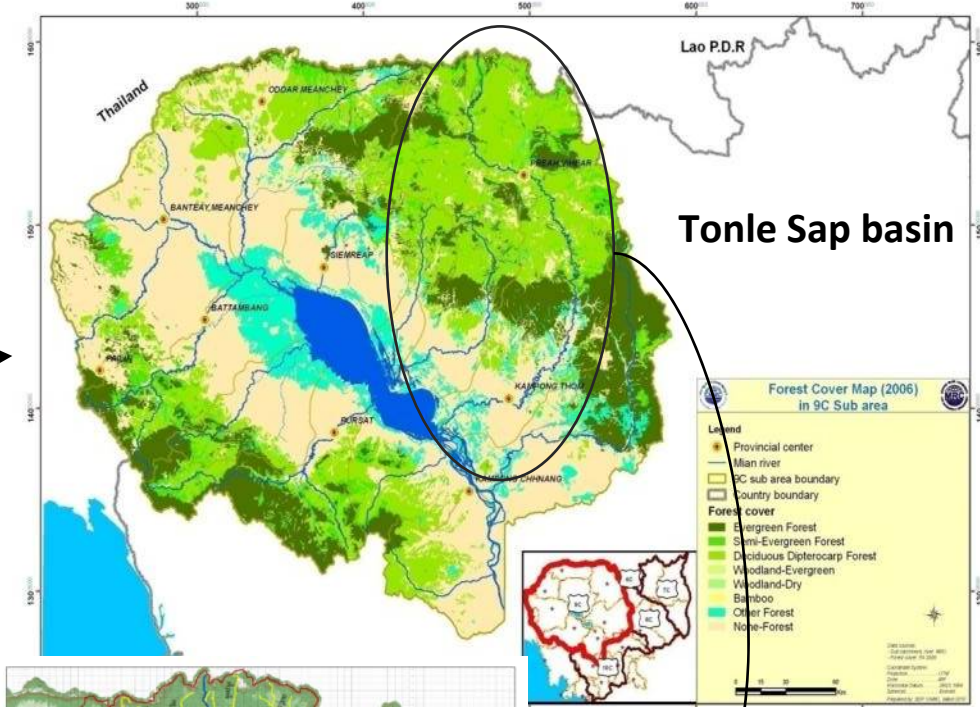 300
400
500
600
700
160
160
Lao P.D.R
Thailand
ODDAR MEANCHEY
PREAH VIHEAR
150
BANTEAY MEANCHEY
Tonle Sap basin
SIEMREAP
BATTAMBANG
PAILIN
KAMPONG THOM
140
140
PURSAT
KAMPONG CHHNANG
130
Forest Cover Map (2006)
in 9C Sub area
Legend
Provincial center
Mian river
9C sub area boundary
Country boundary
Forest cover
Evergreen Forest
Semi-Evergreen Forest
Deciduous Dipterocarp Forest
Woodland-Evergreen
Woodland-Dry
Bamboo
Other Forest
None-Forest
9C